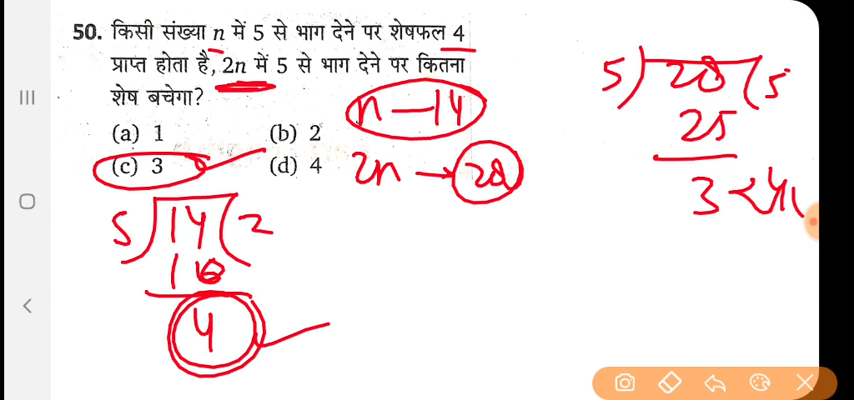 50. किसी संख्या n में 5 से भाग देने पर शेषफल 4
प्राप्त होता है, 2n में 5 से भाग देने पर कितना
शेष बचेगा?
(a) 1 (b) 2
(c) 3 (d) 4
n — 14
2n → 28
5) 14 ( 2
10
4
5) 28 ( 5
25
3